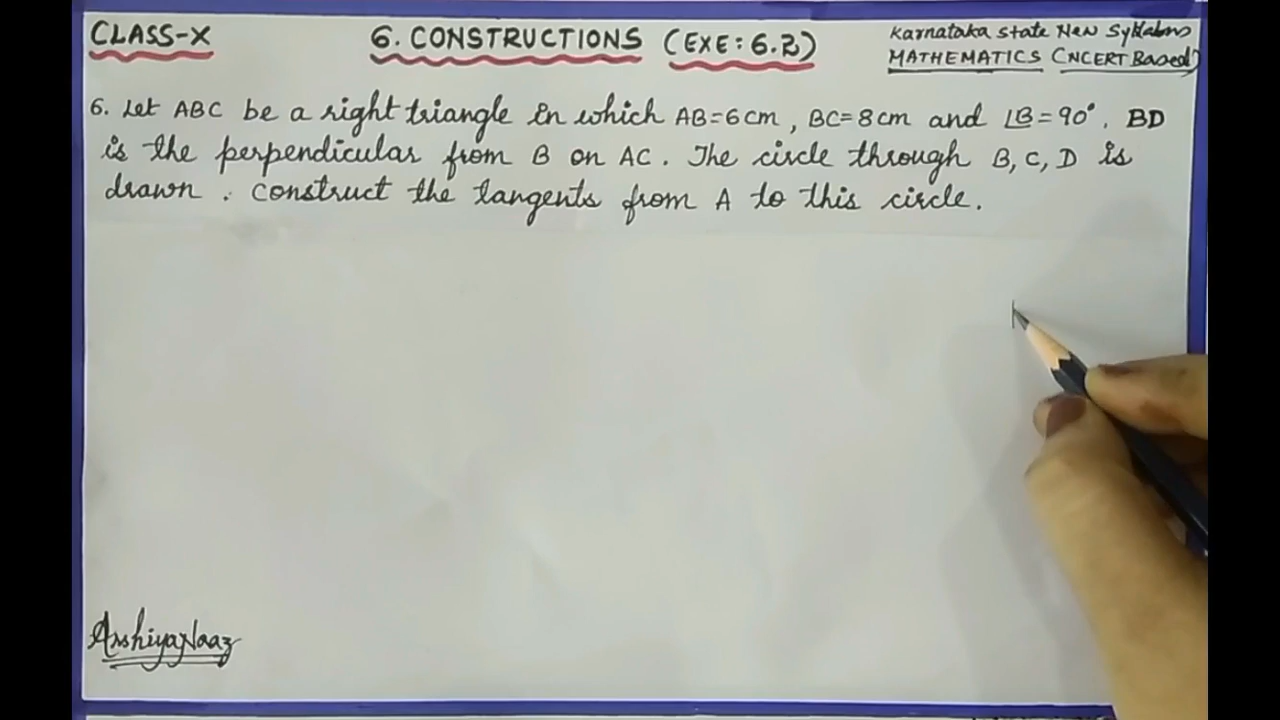 CLASS-X
6. CONSTRUCTIONS (EXE: 6.2)
Karnataka State New Syllabus
MATHEMATICS (NCERT Based)
6. Let ABC be a right triangle in which AB=6cm, BC=8cm and ∠B=90°. BD
is the perpendicular from B on AC. The circle through B, C, D is
drawn. Construct the tangents from A to this circle.
ArshiyaNaaz